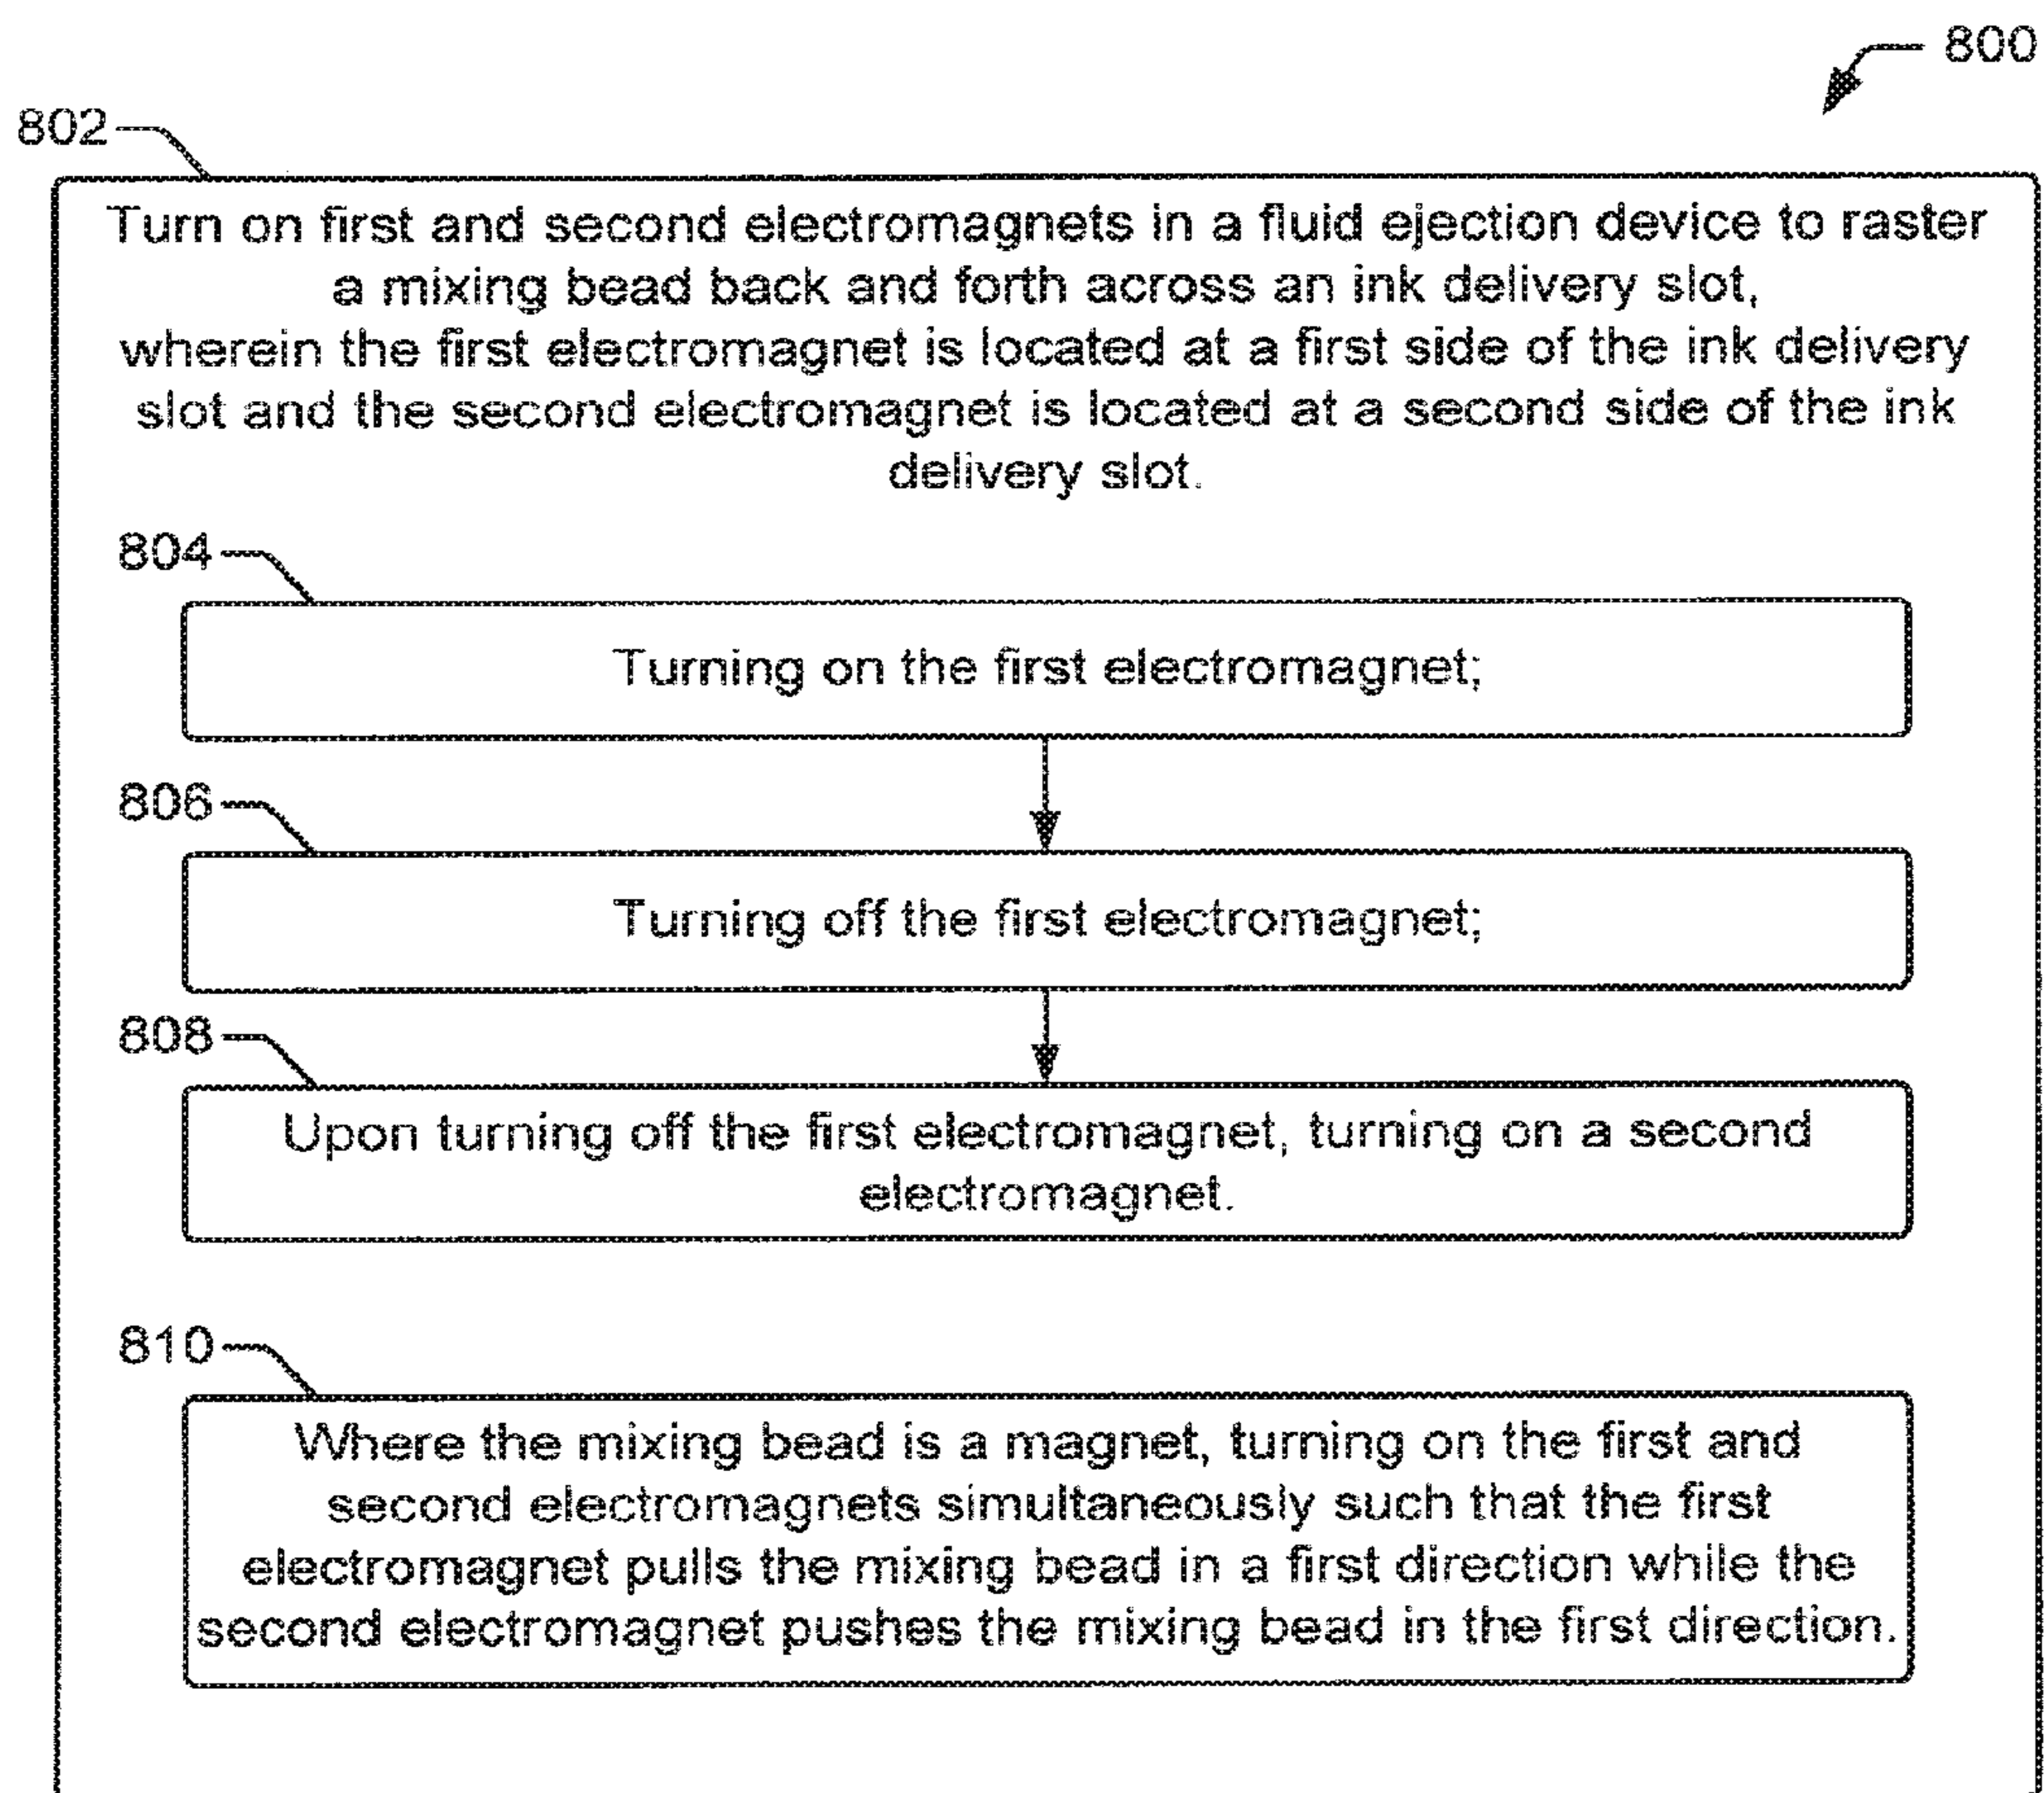 800
802
Turn on first and second electromagnets in a fluid ejection device to raster
a mixing bead back and forth across an ink delivery slot,
wherein the first electromagnet is located at a first side of the ink delivery
slot and the second electromagnet is located at a second side of the ink
delivery slot.
804
Turning on the first electromagnet;
806
Turning off the first electromagnet;
808
Upon turning off the first electromagnet, turning on a second
electromagnet.
810
Where the mixing bead is a magnet, turning on the first and
second electromagnets simultaneously such that the first
electromagnet pulls the mixing bead in a first direction while the
second electromagnet pushes the mixing bead in the first direction.